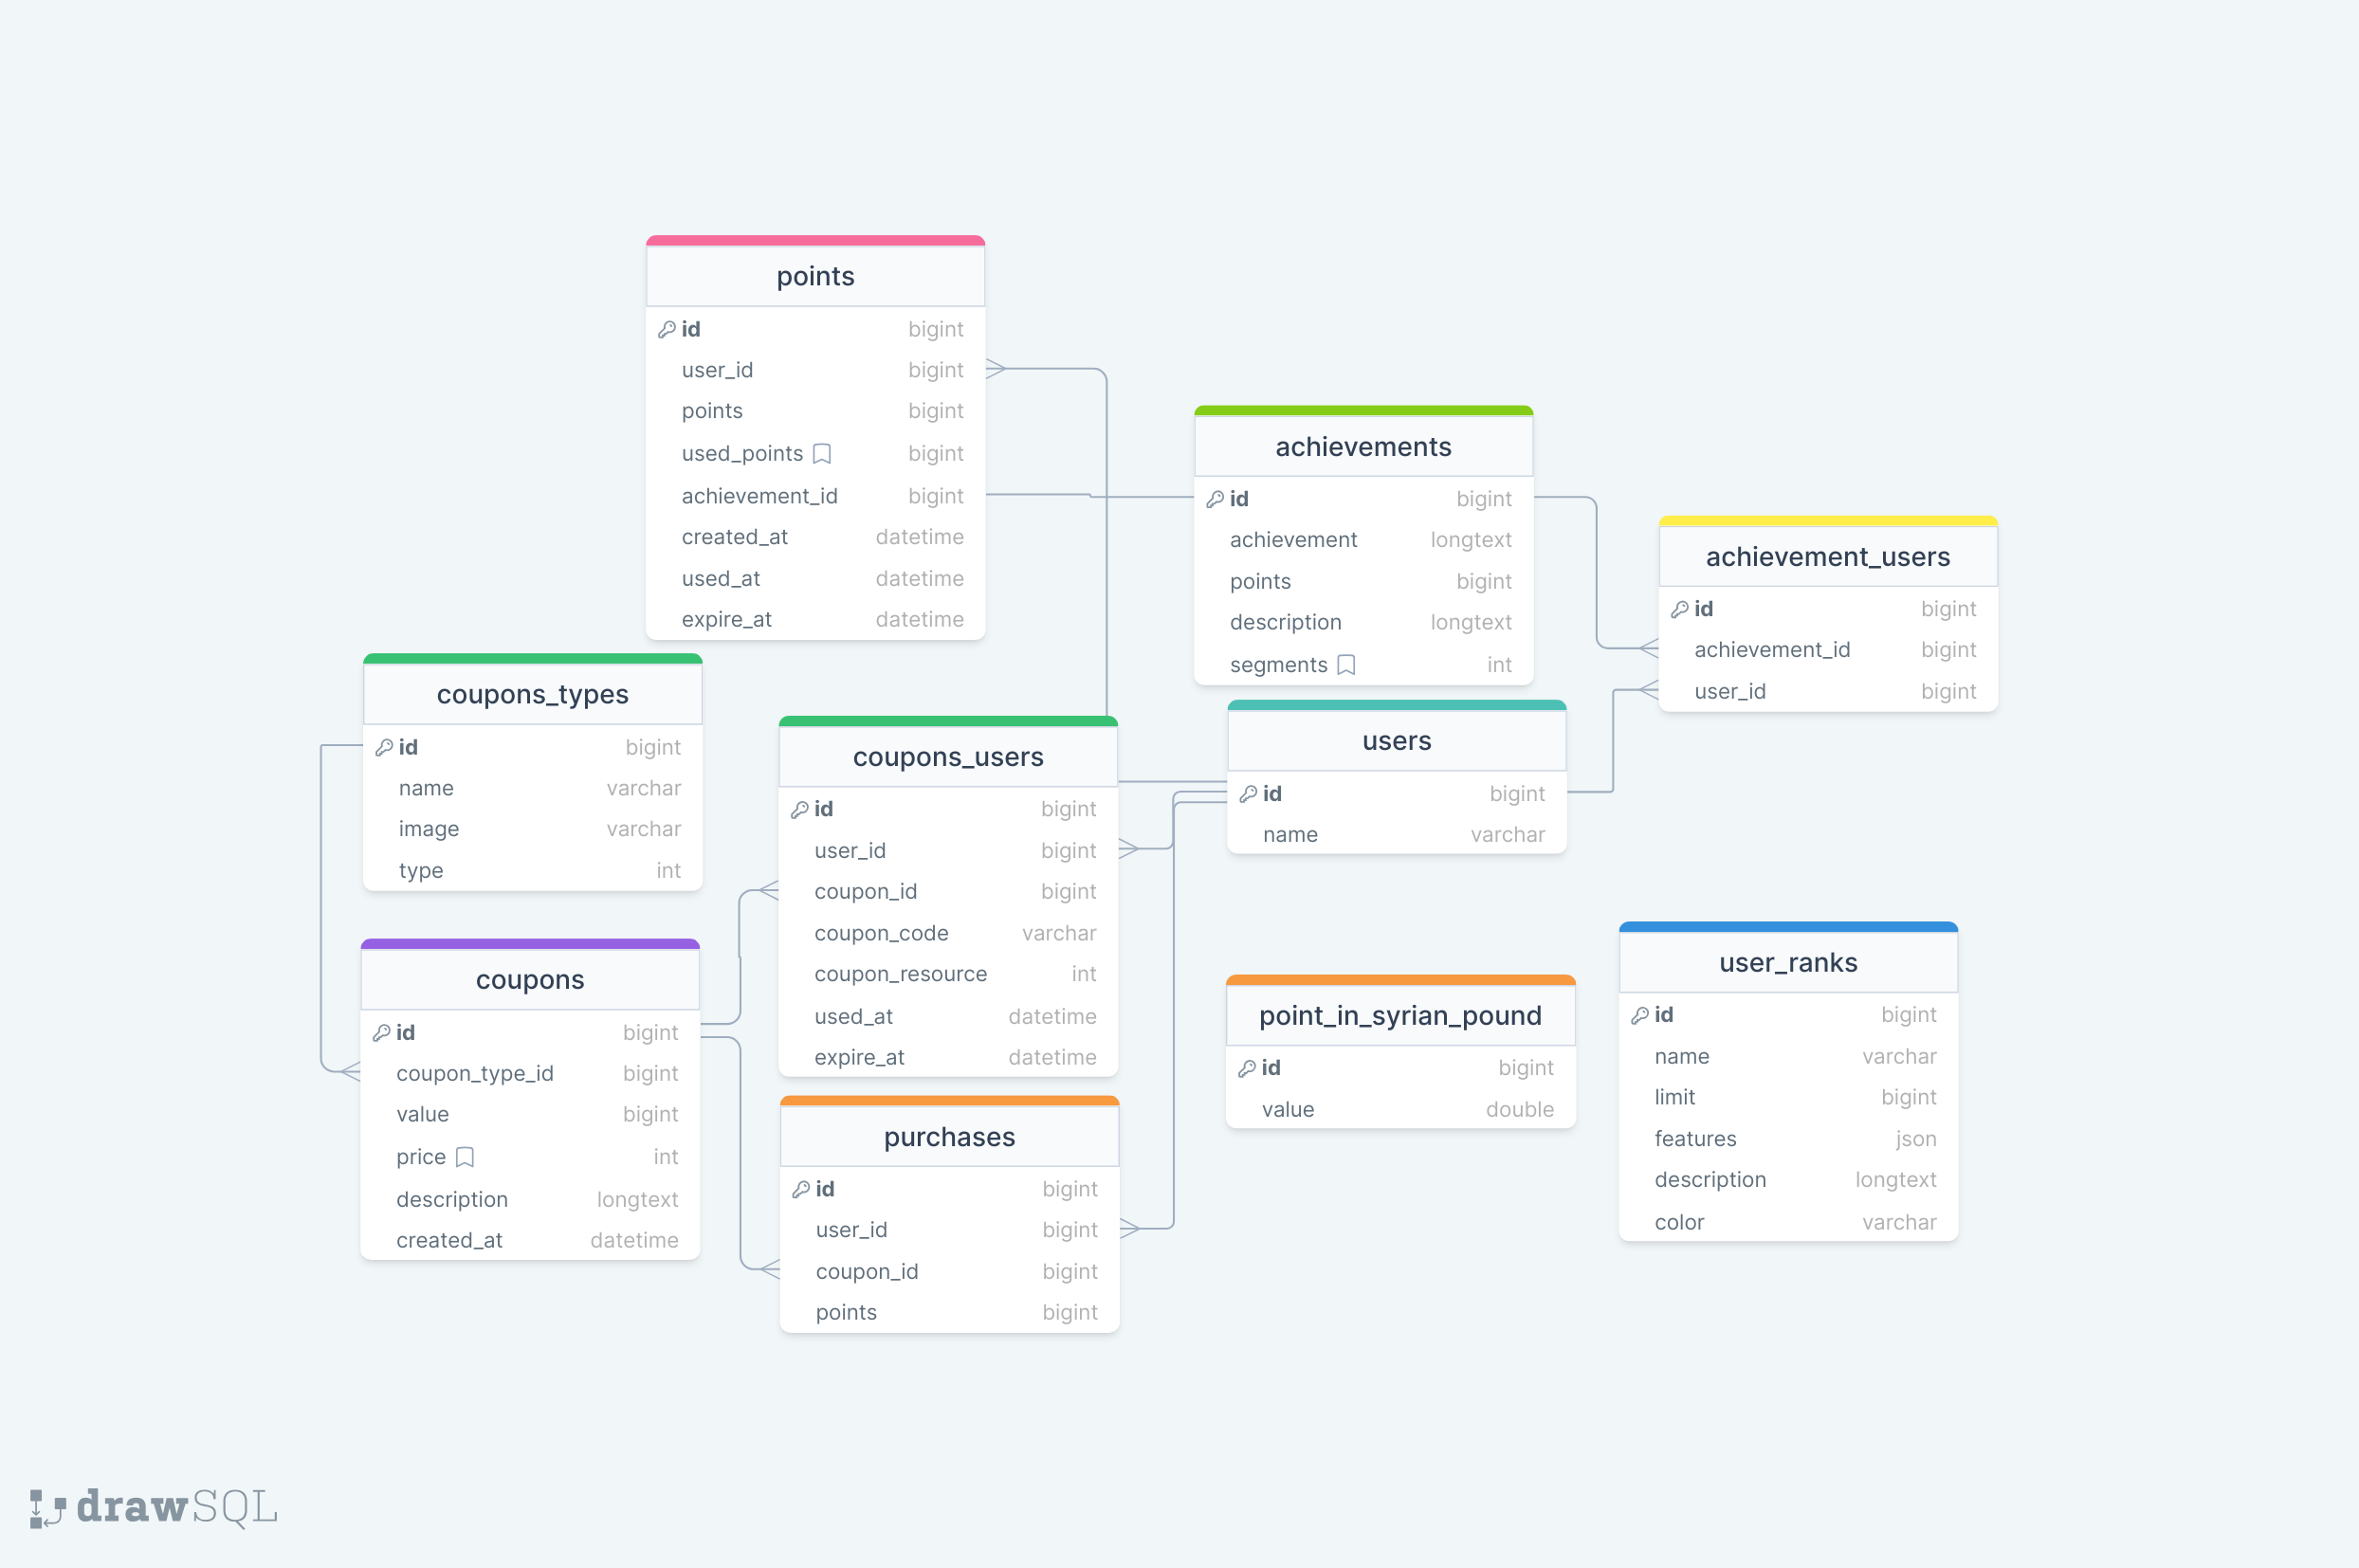 points
id bigint
user_id bigint
points bigint
used_points bigint
achievement_id bigint
created_at datetime
used_at datetime
expire_at datetime
achievements
id bigint
achievement longtext
points bigint
description longtext
segments int
achievement_users
id bigint
achievement_id bigint
user_id bigint
coupons_types
id bigint
name varchar
image varchar
type int
coupons_users
id bigint
user_id bigint
coupon_id bigint
coupon_code varchar
coupon_resource int
used_at datetime
expire_at datetime
users
id bigint
name varchar
coupons
id bigint
coupon_type_id bigint
value bigint
price int
description longtext
created_at datetime
point_in_syrian_pound
id bigint
value double
user_ranks
id bigint
name varchar
limit bigint
features json
description longtext
color varchar
purchases
id bigint
user_id bigint
coupon_id bigint
points bigint
drawSQL